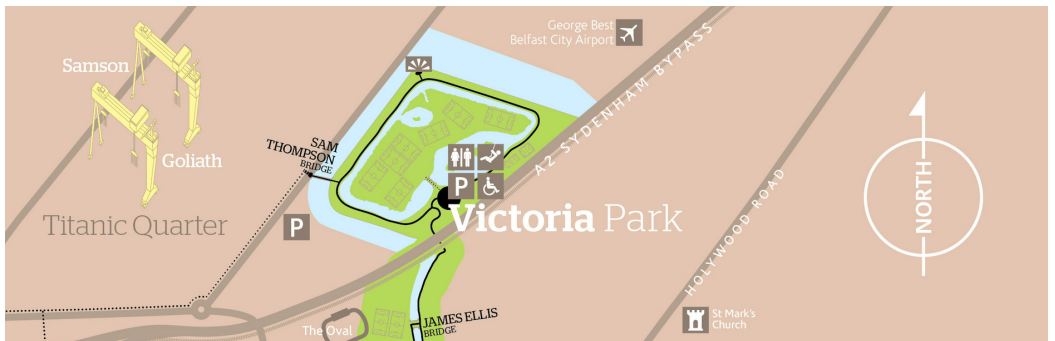 Samson
Goliath
Titanic Quarter
SAM
THOMPSON
BRIDGE
P
George Best
Belfast City Airport
A2 SYDENHAM BYPASS
P
Victoria Park
HOLYWOOD ROAD
NORTH
St Mark's
Church
The Oval
JAMES ELLIS
BRIDGE